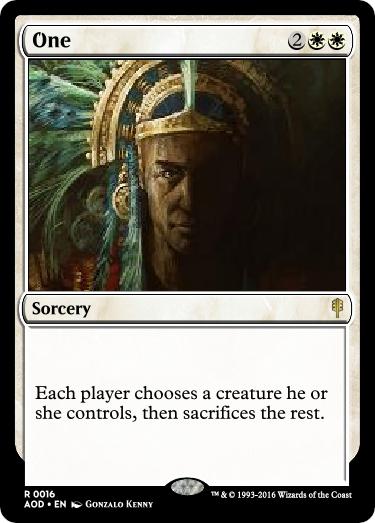 One 2
Sorcery
Each player chooses a creature he or
she controls, then sacrifices the rest.
R 0016
AOD • EN Gonzalo Kenny
™ & © 1993-2016 Wizards of the Coast